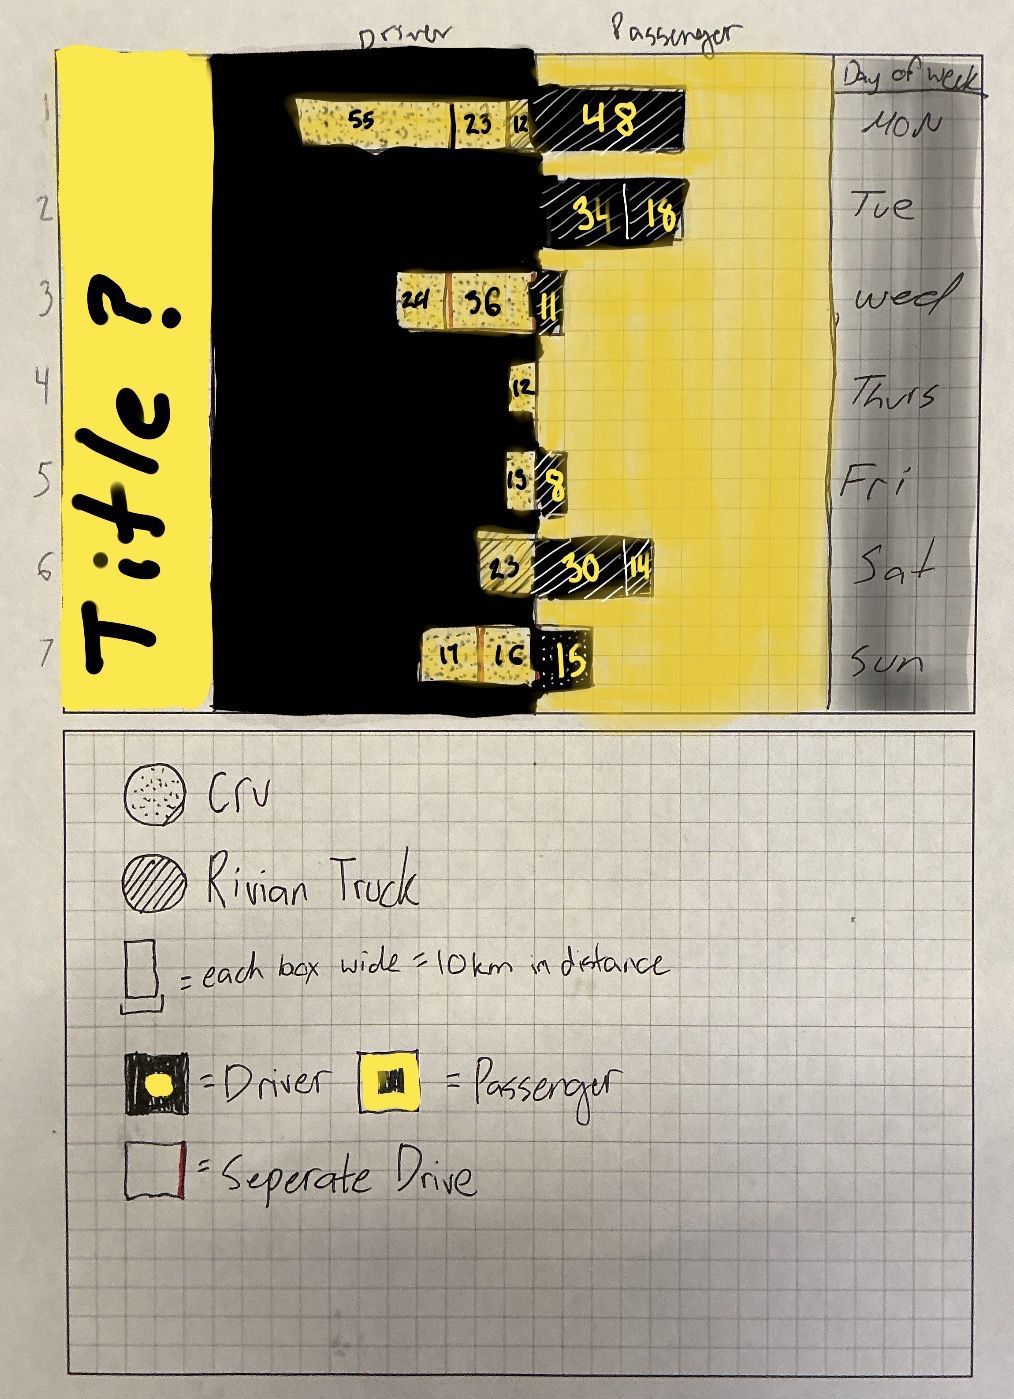 Driver Passenger
Title?
Day of week
1 55 23 12 48 MON
2 34 18 Tue
3 24 36 11 Wed
4 12 Thurs
5 15 8 Fri
6 23 30 14 Sat
7 17 16 15 Sun
Crv
Rivian Truck
= each box wide = 10km in distance
= Driver = Passenger
= Seperate Drive